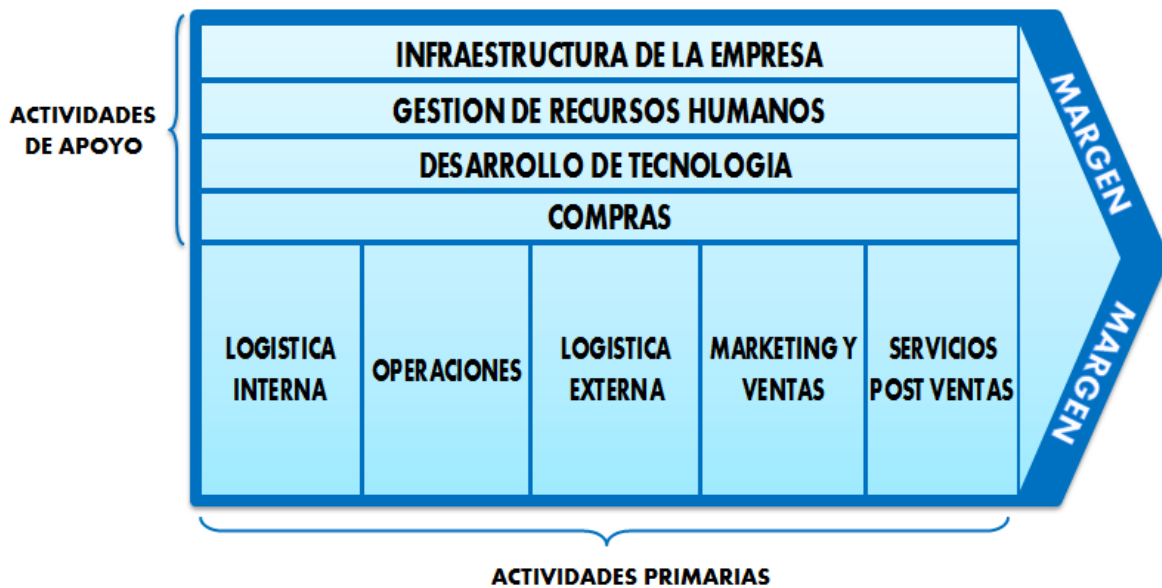 INFRAESTRUCTURA DE LA EMPRESA
GESTION DE RECURSOS HUMANOS
DESARROLLO DE TECNOLOGIA
COMPRAS
ACTIVIDADES
DE APOYO
LOGISTICA
INTERNA
OPERACIONES
LOGISTICA
EXTERNA
MARKETING Y
VENTAS
SERVICIOS
POST VENTAS
MARGEN
MARGEN
ACTIVIDADES PRIMARIAS